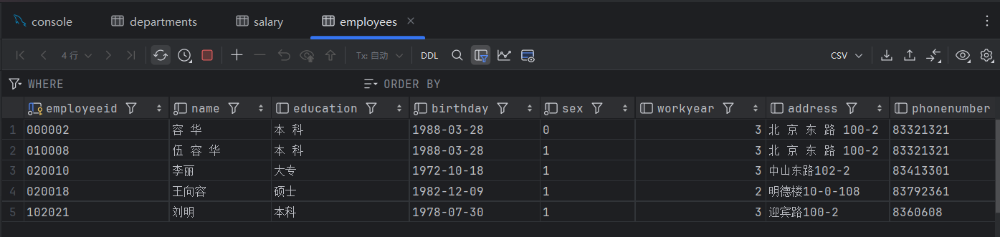 console departments salary employees
4 行 Tx: 自动 DDL CSV
WHERE ORDER BY
employeeid name education birthday sex workyear address phonenumber
1 000002 容 华 本 科 1988-03-28 0 3 北 京 东 路 100-2 83321321
2 010008 伍 容 华 本 科 1988-03-28 1 3 北 京 东 路 100-2 83321321
3 020010 李丽 大专 1972-10-18 1 3 中山东路102-2 83413301
4 020018 王向容 硕士 1982-12-09 1 2 明德楼10-0-108 83792361
5 102021 刘明 本科 1978-07-30 1 3 迎宾路100-2 8360608